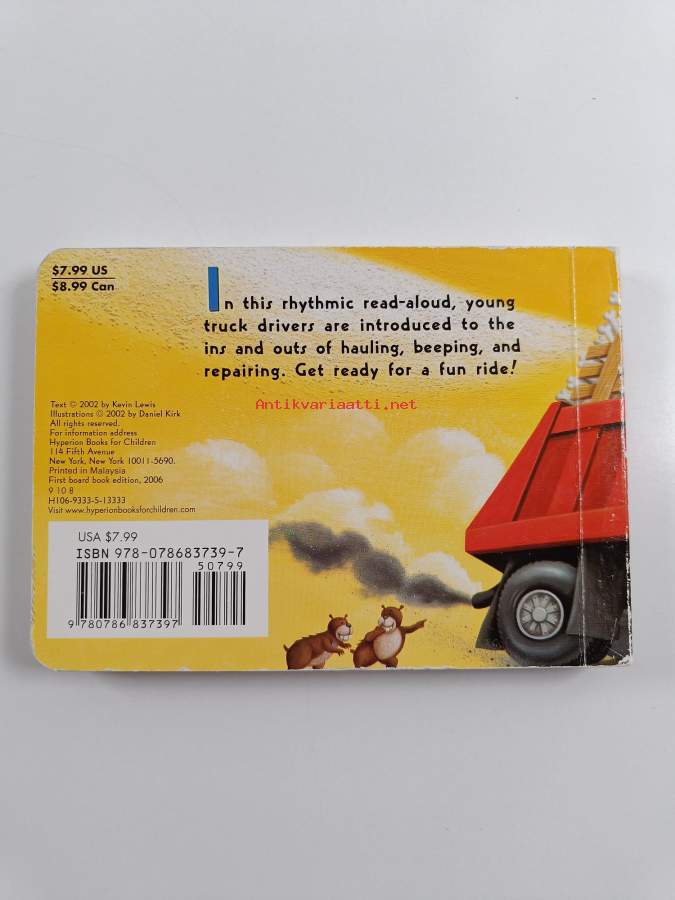 $7.99 US
$8.99 Can
In this rhythmic read-aloud, young
truck drivers are introduced to the
ins and outs of hauling, beeping, and
repairing. Get ready for a fun ride!
Antikvariaatti.net
Text © 2002 by Kevin Lewis
Illustrations © 2002 by Daniel Kirk
All rights reserved.
For information address
Hyperion Books for Children
114 Fifth Avenue
New York, New York 10011-5690.
Printed in Malaysia
First board book edition, 2006
9 10 8
H106-9333-5-13333
Visit www.hyperionbooksforchildren.com
USA $7.99
ISBN 978-078683739-7
50799
9 780786 837397